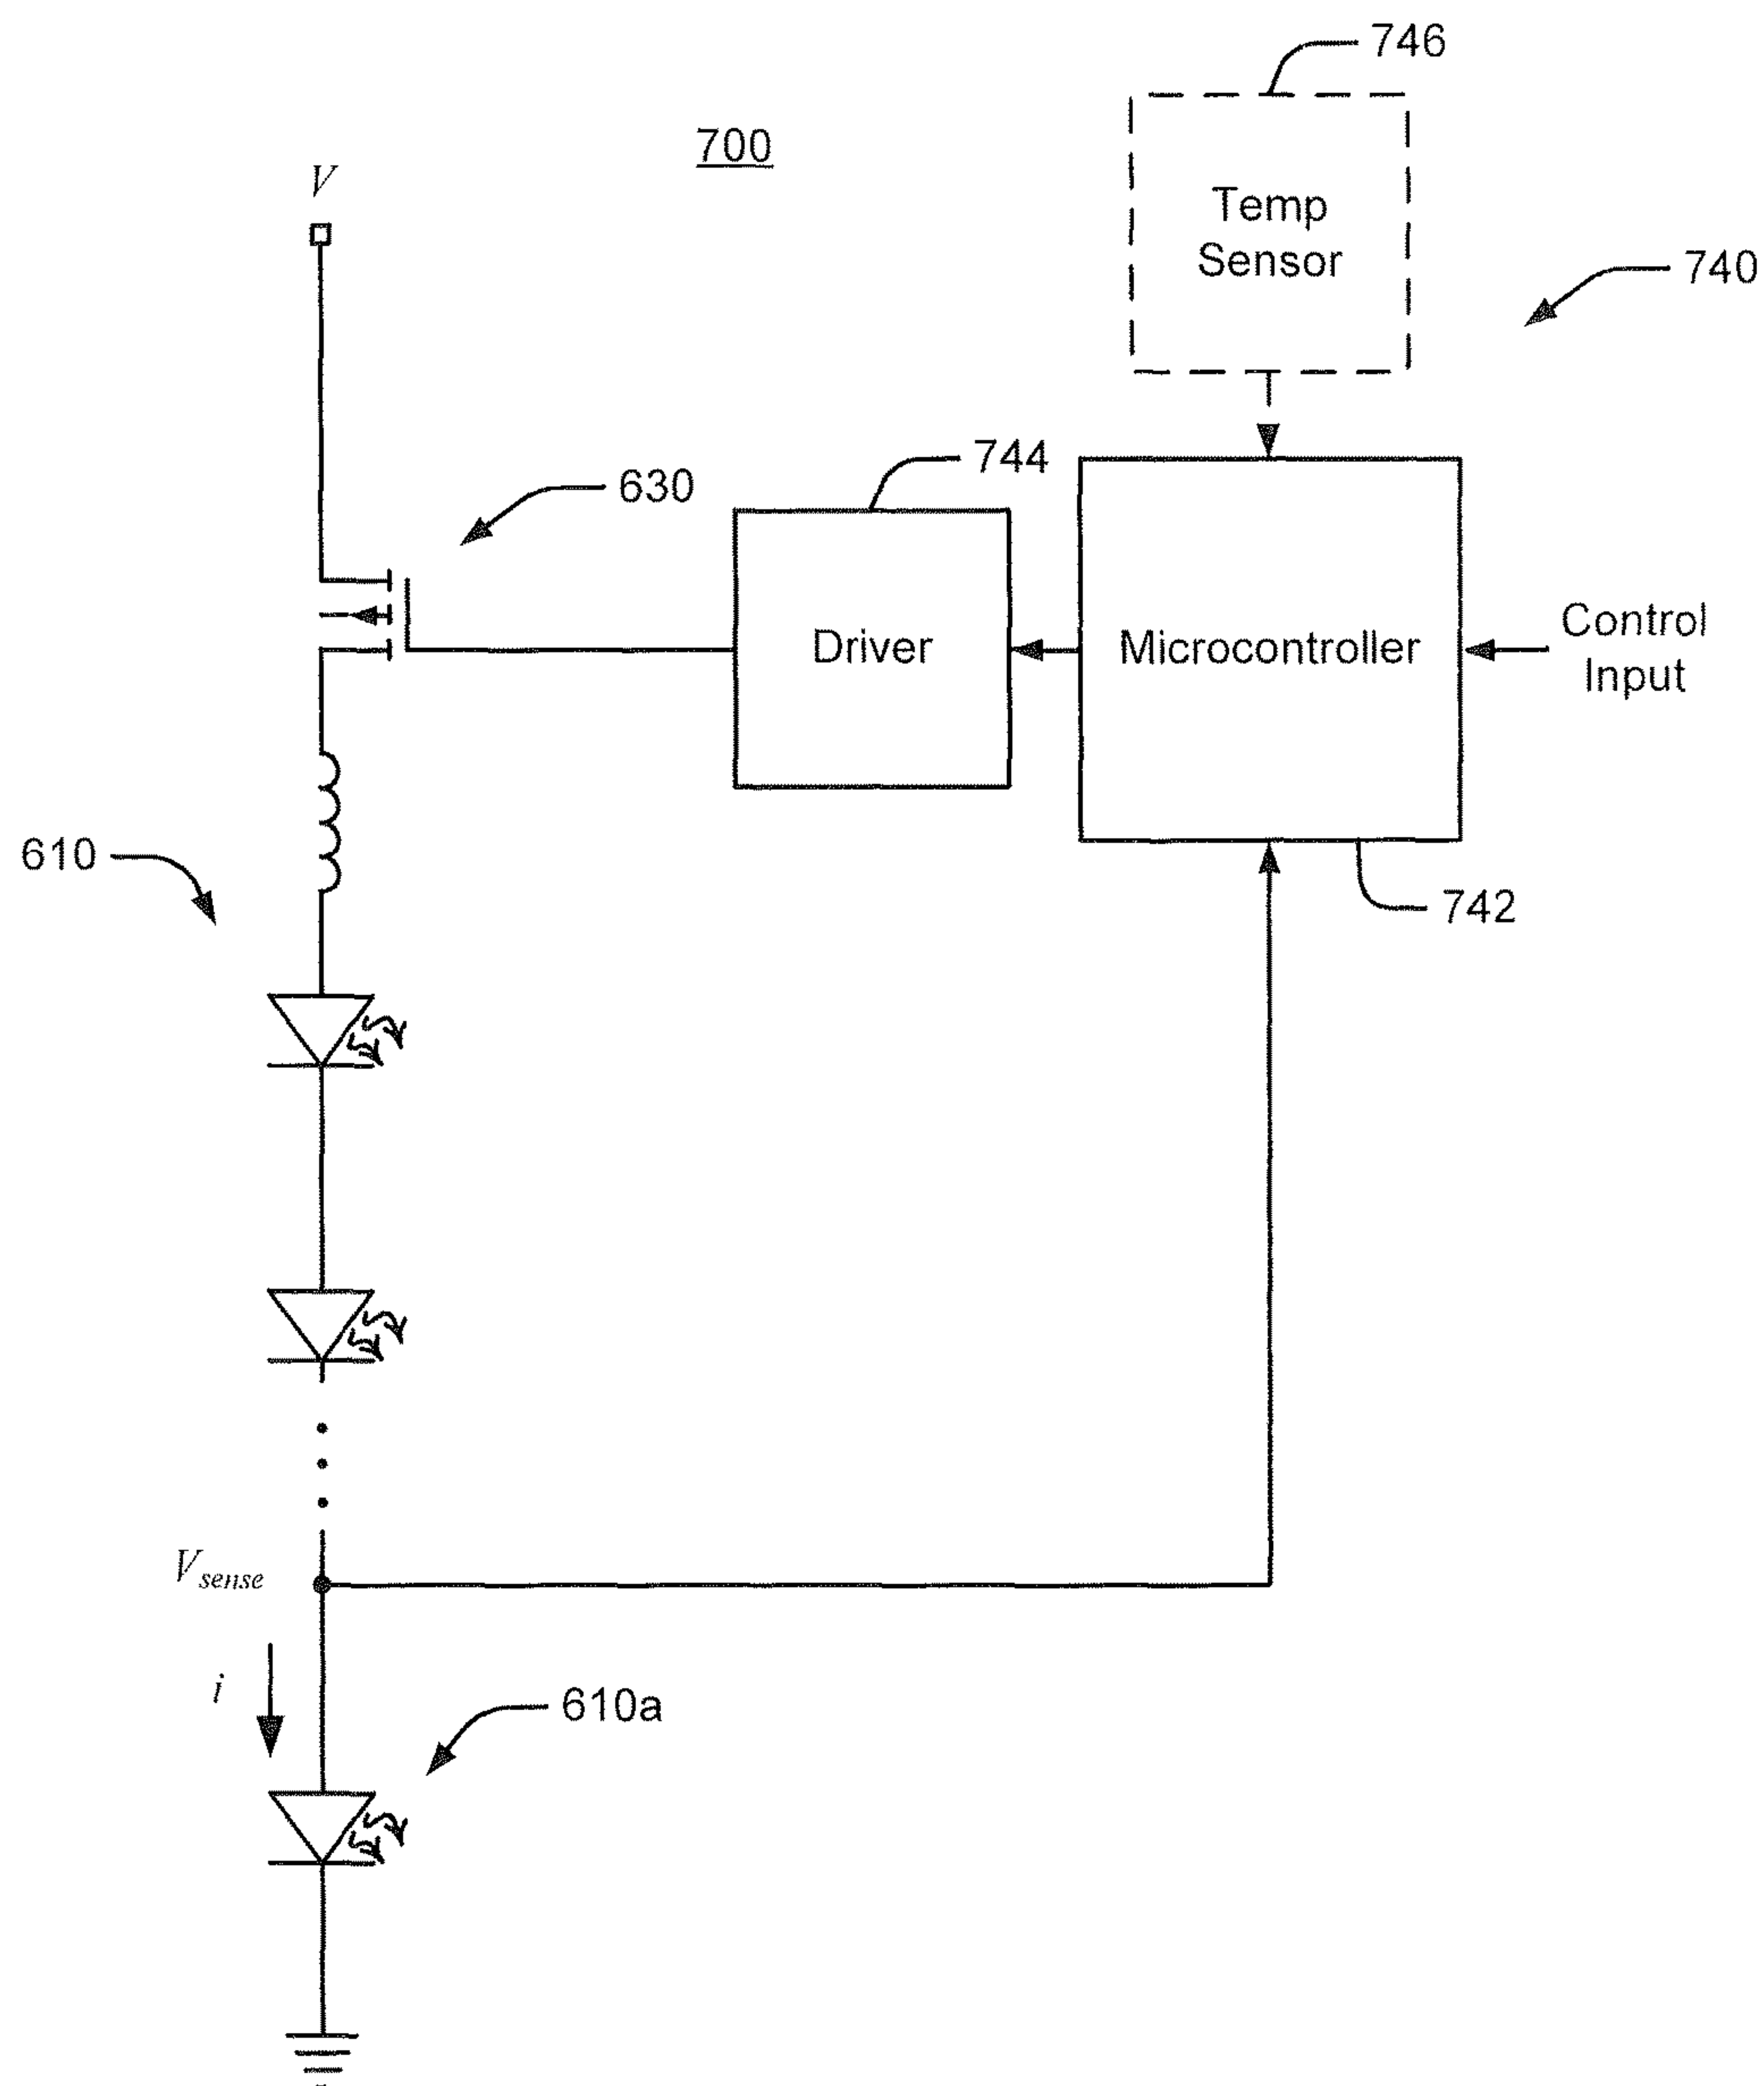 746
700
V
Temp
Sensor
740
744
630
Driver
Microcontroller
Control
Input
610
742
Vsense
i
610a